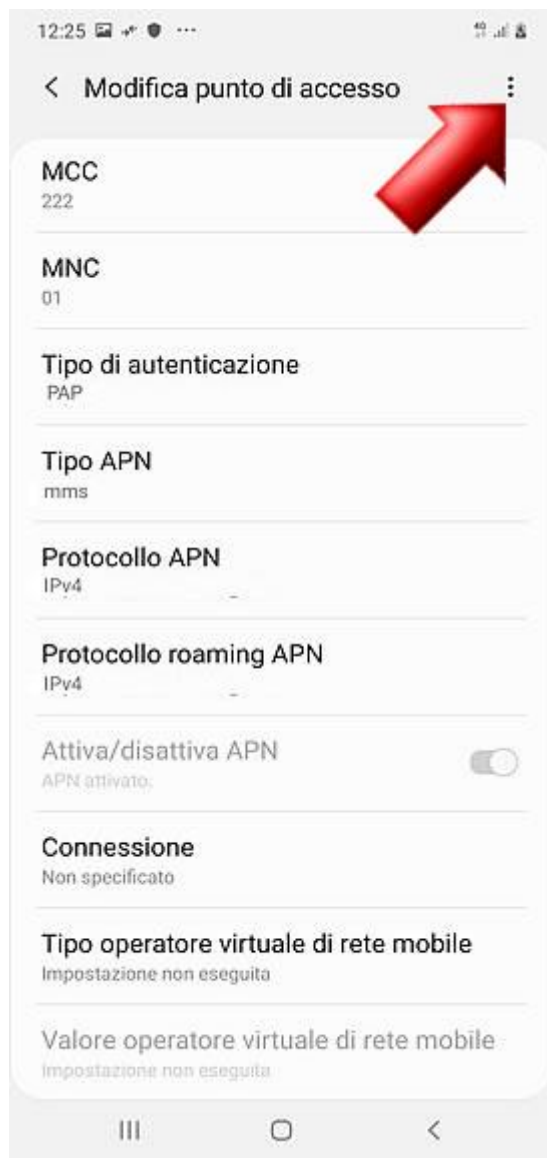 12:25
Modifica punto di accesso
MCC
222
MNC
01
Tipo di autenticazione
PAP
Tipo APN
mms
Protocollo APN
IPv4
Protocollo roaming APN
IPv4
Attiva/disattiva APN
APN attivato.
Connessione
Non specificato
Tipo operatore virtuale di rete mobile
Impostazione non eseguita
Valore operatore virtuale di rete mobile
Impostazione non eseguita